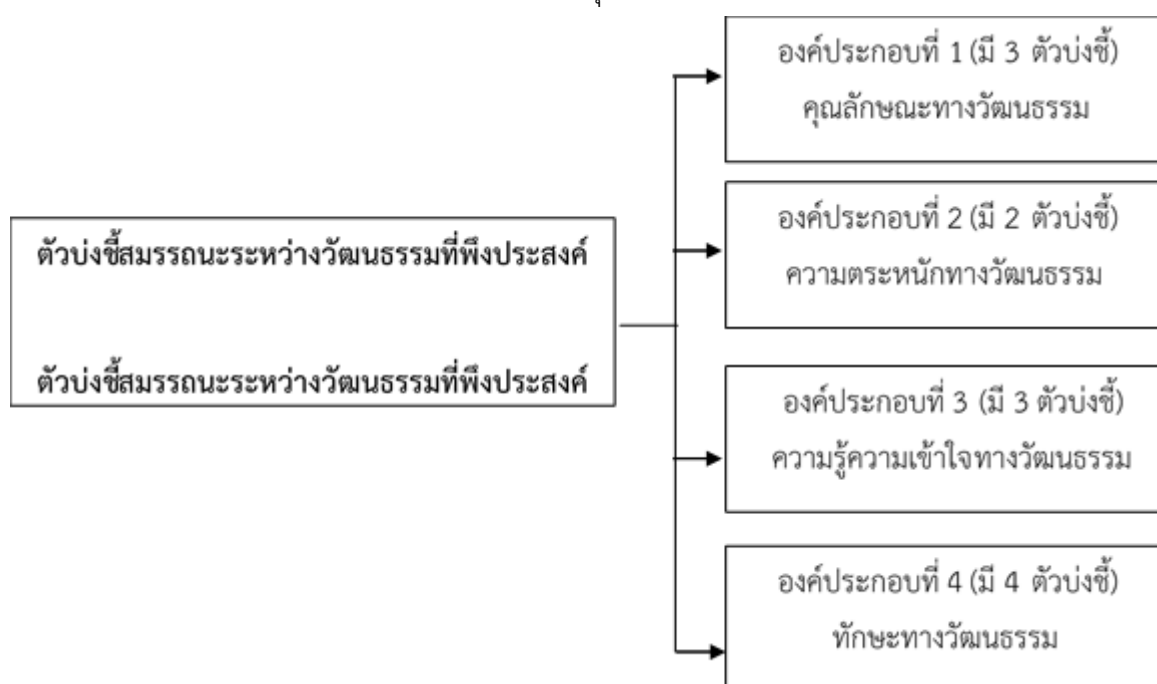 ตัวบ่งชี้สมรรถนะระหว่างวัฒนธรรมที่พึงประสงค์
ตัวบ่งชี้สมรรถนะระหว่างวัฒนธรรมที่พึงประสงค์
องค์ประกอบที่ 1 (มี 3 ตัวบ่งชี้)
คุณลักษณะทางวัฒนธรรม
องค์ประกอบที่ 2 (มี 2 ตัวบ่งชี้)
ความตระหนักทางวัฒนธรรม
องค์ประกอบที่ 3 (มี 3 ตัวบ่งชี้)
ความรู้ความเข้าใจทางวัฒนธรรม
องค์ประกอบที่ 4 (มี 4 ตัวบ่งชี้)
ทักษะทางวัฒนธรรม